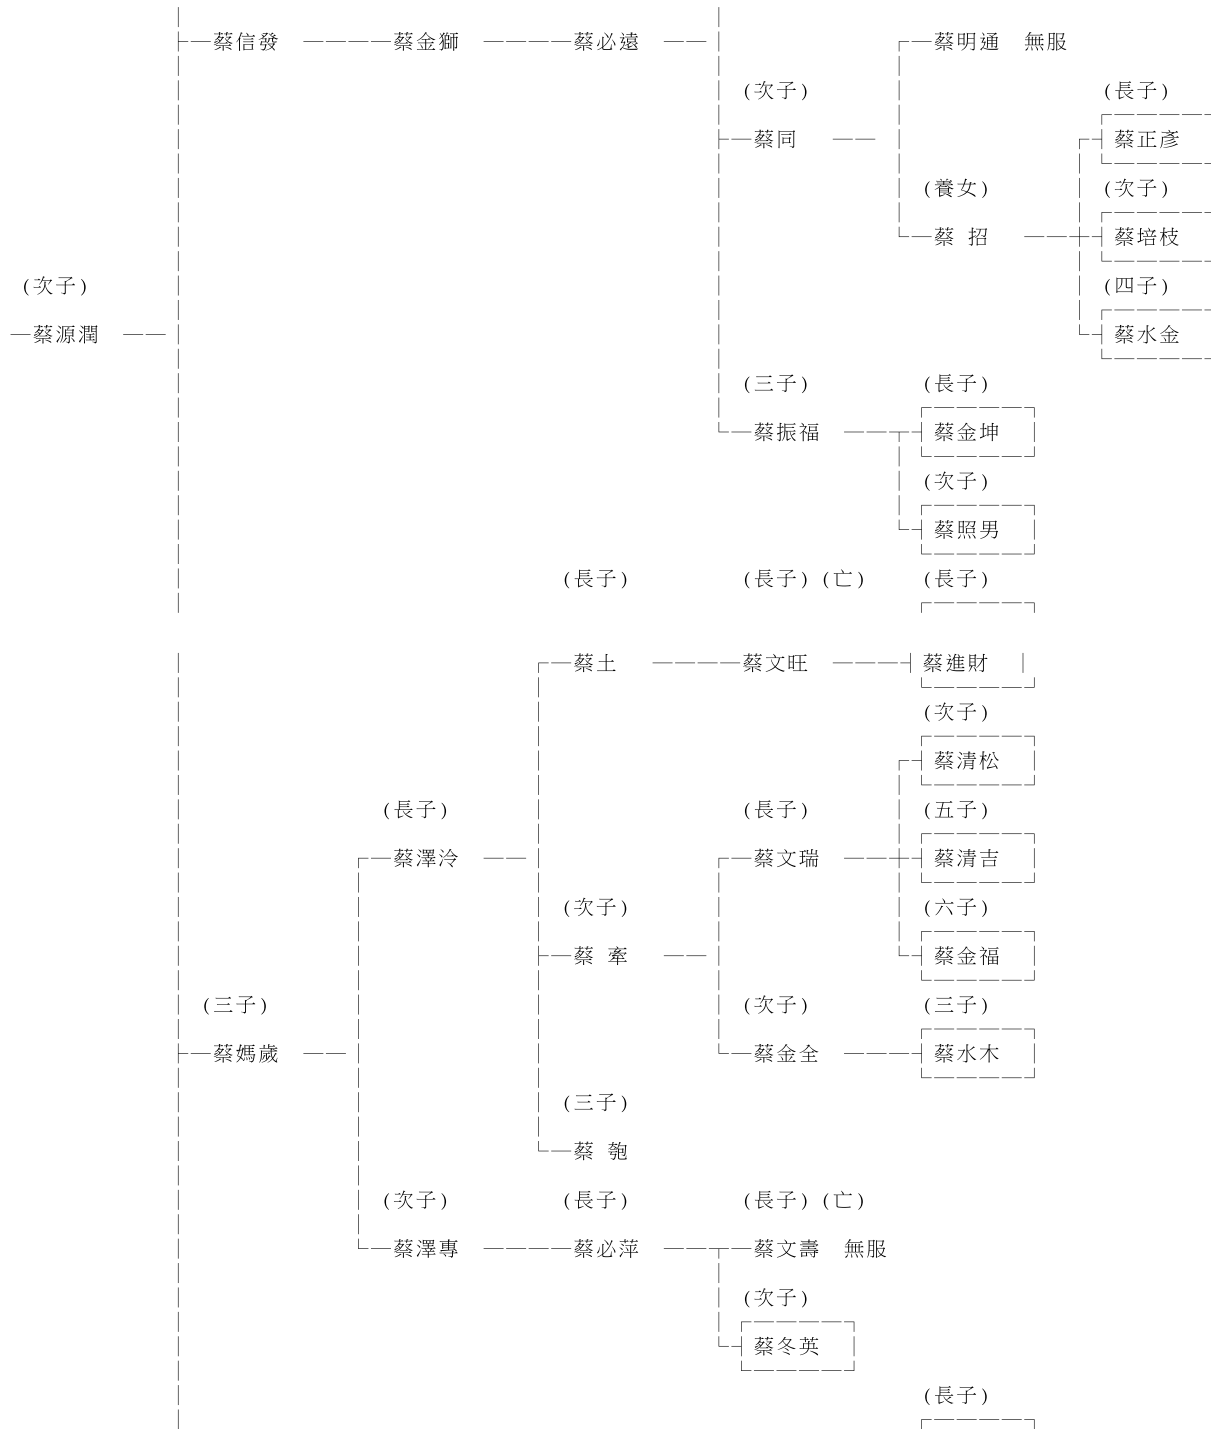 蔡信發 蔡金獅 蔡必遠 蔡明通 無服
(次子) (長子)
蔡同 蔡正彥
(養女) (次子)
蔡 招 蔡培枝
(次子) (四子)
蔡源潤 蔡水金
(三子) (長子)
蔡振福 蔡金坤
(次子)
蔡照男
(長子) (長子)(亡) (長子)
蔡土 蔡文旺 蔡進財
(次子)
蔡清松
(長子) (長子) (五子)
蔡澤泠 蔡文瑞 蔡清吉
(次子) (六子)
蔡 牽 蔡金福
(三子) (次子) (三子)
蔡媽歲 蔡金全 蔡水木
(三子)
蔡 匏
(次子) (長子) (長子)(亡)
蔡澤專 蔡必萍 蔡文壽 無服
(次子)
蔡冬英
(長子)